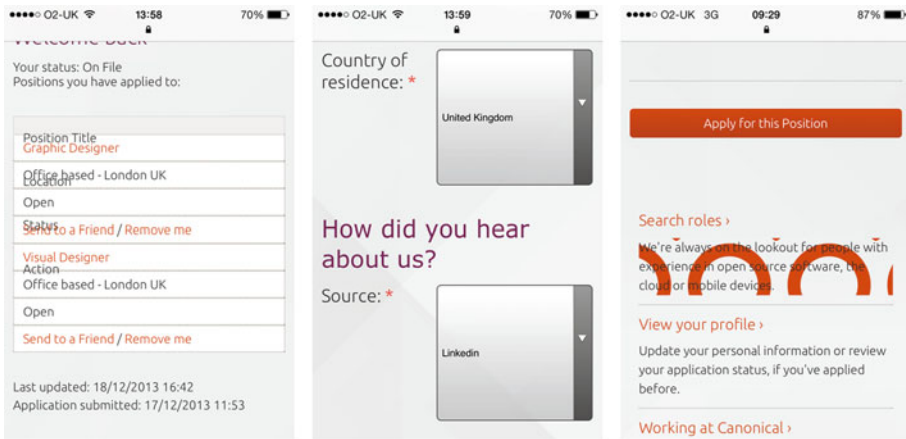 ●●●●○ O2-UK 13:58 70%
Welcome Back
Your status: On File
Positions you have applied to:
Position Title
Graphic Designer
Office based - London UK
Location
Open
Status
Send to a Friend / Remove me
Visual Designer
Action
Office based - London UK
Open
Send to a Friend / Remove me
Last updated: 18/12/2013 16:42
Application submitted: 17/12/2013 11:53
●●●●○ O2-UK 13:59 70%
Country of
residence: *
United Kingdom
How did you hear
about us?
Source: *
Linkedin
●●●●○ O2-UK 3G 09:29 87%
Apply for this Position
Search roles ›
We're always on the lookout for people with
experience in open source software, the
cloud or mobile devices.
View your profile ›
Update your personal information or review
your application status, if you've applied
before.
Working at Canonical ›